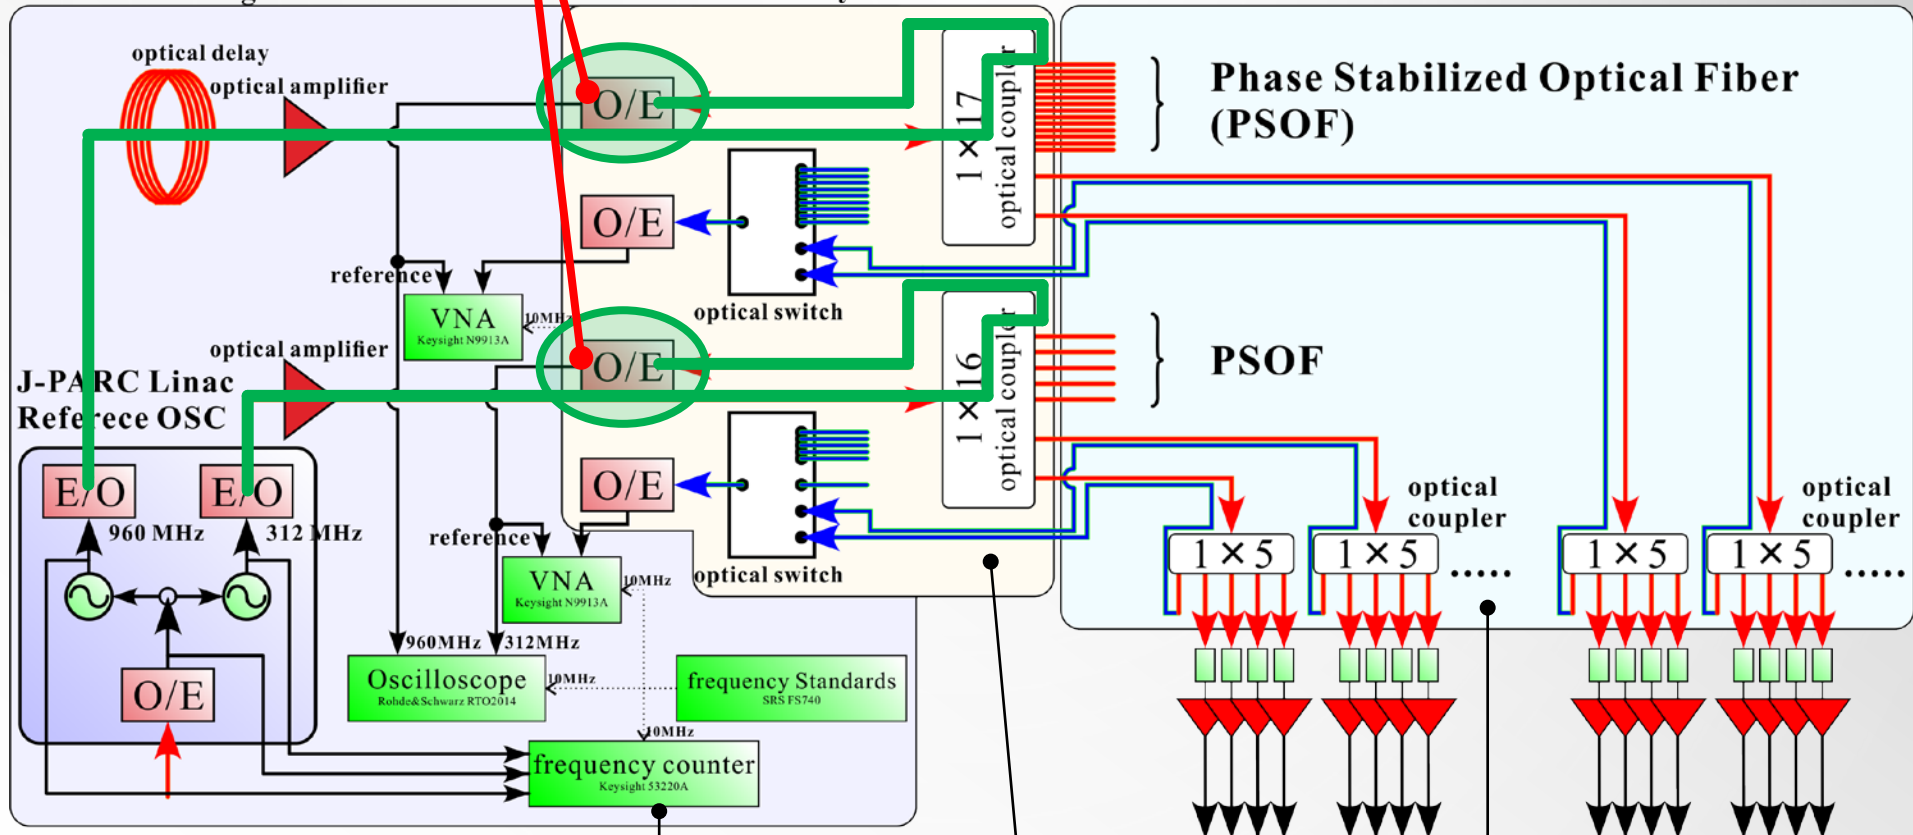 optical delay
optical amplifier
O/E
1×17
optical coupler
Phase Stabilized Optical Fiber
(PSOF)
O/E
reference
optical switch
VNA
Keysight N9913A
10MHz
optical amplifier
O/E
1×16
optical coupler
PSOF
J-PARC Linac
Referece OSC
E/O
E/O
960 MHz
312 MHz
O/E
reference
optical switch
VNA
Keysight N9913A
10MHz
optical
coupler
optical
coupler
1×5
1×5
.....
1×5
1×5
.....
960MHz
312MHz
Oscilloscope
Rohde&Schwarz RTO2014
10MHz
frequency Standards
SRS FS740
O/E
10MHz
frequency counter
Keysight 53220A